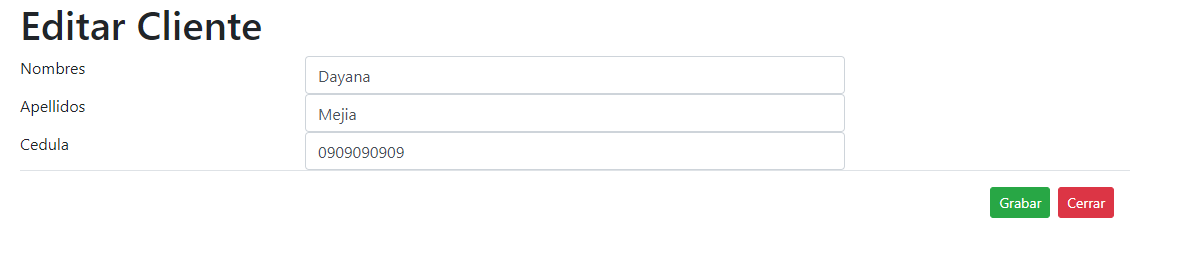 Editar Cliente
Nombres Dayana
Apellidos Mejia
Cedula 0909090909
Grabar Cerrar